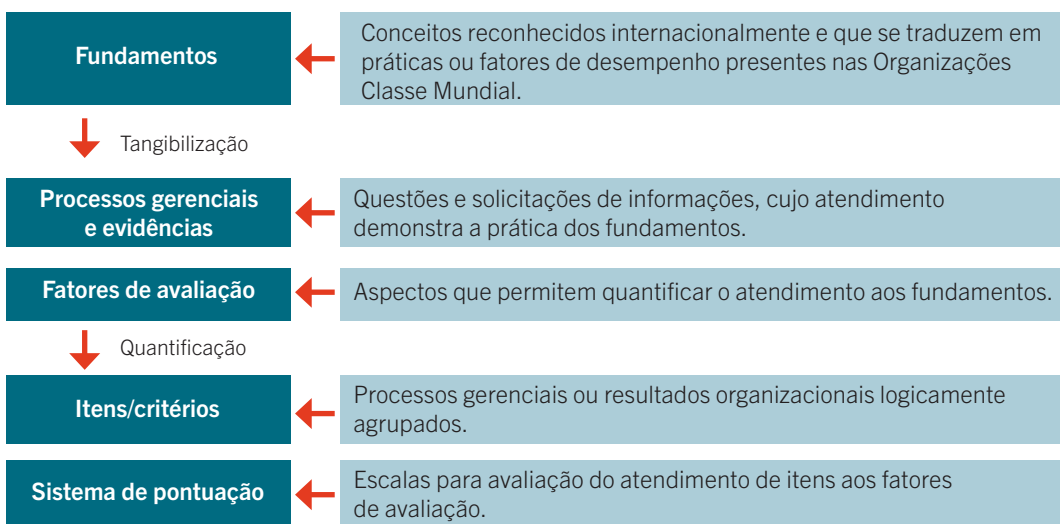 Fundamentos
Conceitos reconhecidos internacionalmente e que se traduzem em
práticas ou fatores de desempenho presentes nas Organizações
Classe Mundial.
Tangibilização
Processos gerenciais
e evidências
Questões e solicitações de informações, cujo atendimento
demonstra a prática dos fundamentos.
Fatores de avaliação
Aspectos que permitem quantificar o atendimento aos fundamentos.
Quantificação
Itens/critérios
Processos gerenciais ou resultados organizacionais logicamente
agrupados.
Sistema de pontuação
Escalas para avaliação do atendimento de itens aos fatores
de avaliação.